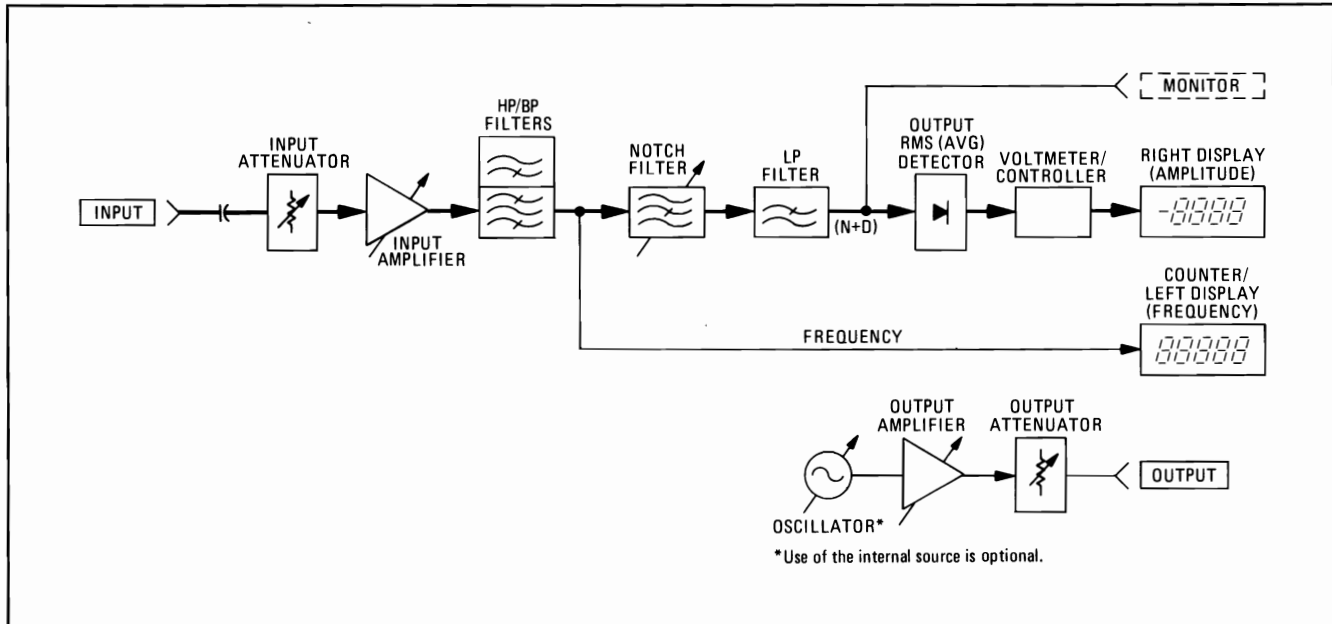 MONITOR
HP/BP
FILTERS
INPUT
ATTENUATOR
NOTCH
FILTER
LP
FILTER
OUTPUT
RMS (AVG)
DETECTOR
VOLTMETER/
CONTROLLER
RIGHT DISPLAY
(AMPLITUDE)
INPUT
-8888
(N+D)
INPUT
AMPLIFIER
COUNTER/
LEFT DISPLAY
(FREQUENCY)
FREQUENCY
88888
OUTPUT
AMPLIFIER
OUTPUT
ATTENUATOR
OUTPUT
OSCILLATOR*
*Use of the internal source is optional.